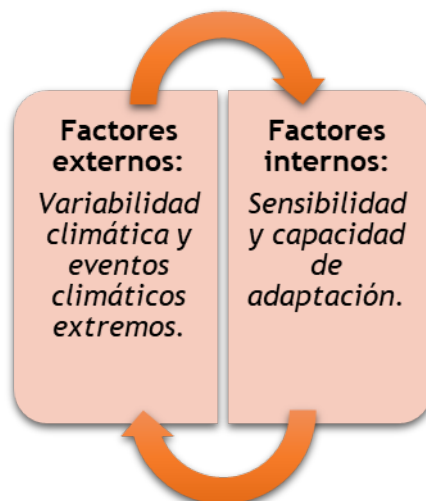 Factores
externos:
Variabilidad
climática y
eventos
climáticos
extremos.
Factores
internos:
Sensibilidad
y capacidad
de
adaptación.